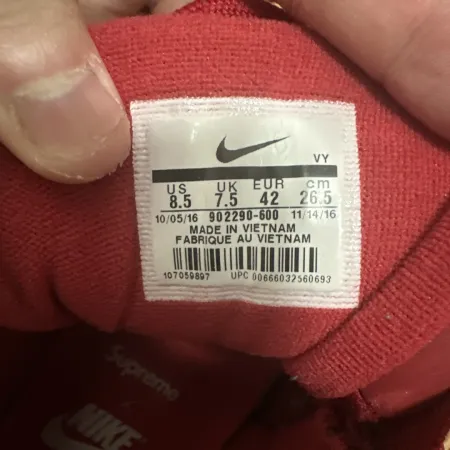 VY
US UK EUR cm
8.5 7.5 42 26.5
10/05/16 902290-600 11/14/16
MADE IN VIETNAM
FABRIQUE AU VIETNAM
107059897 UPC 00666032560693
Supreme
NIKE